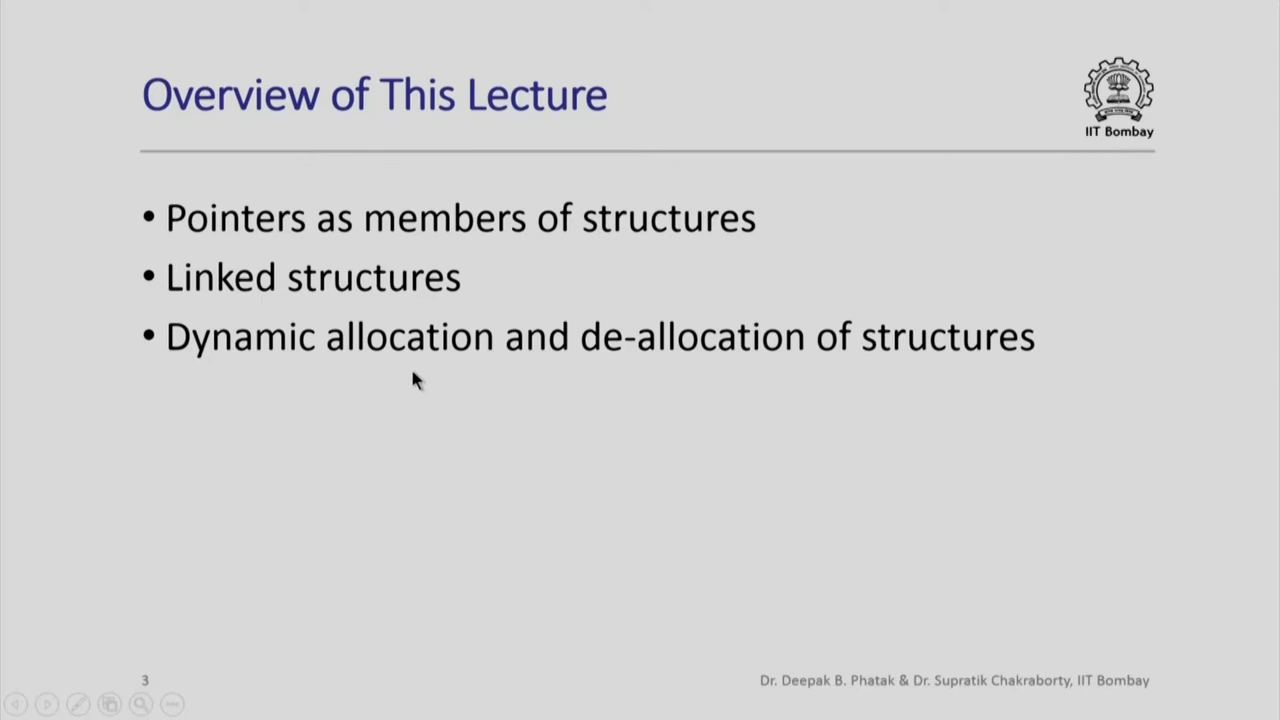 Overview of This Lecture
IIT Bombay
• Pointers as members of structures
• Linked structures
• Dynamic allocation and de-allocation of structures
3
Dr. Deepak B. Phatak & Dr. Supratik Chakraborty, IIT Bombay